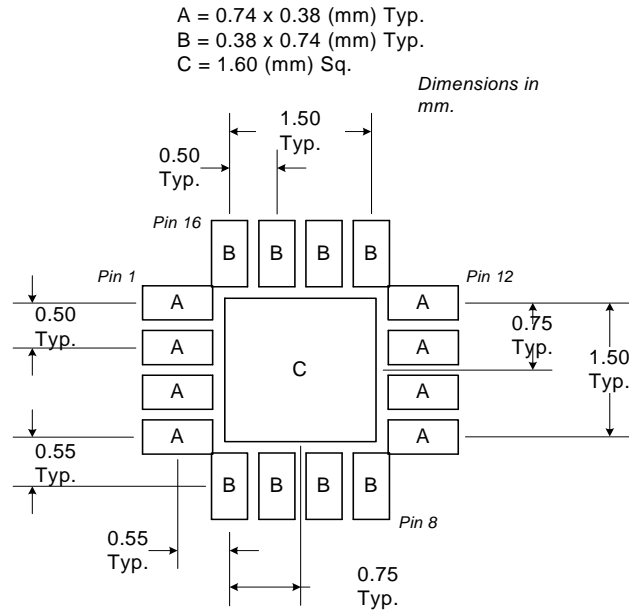 A = 0.74 x 0.38 (mm) Typ.
B = 0.38 x 0.74 (mm) Typ.
C = 1.60 (mm) Sq.
Dimensions in
mm.
1.50
Typ.
0.50
Typ.
Pin 16
B B B B
Pin 1
Pin 12
A A
0.50
Typ.
0.75
Typ.
A A
1.50
Typ.
C
A A
A A
0.55
Typ.
B B B B
Pin 8
0.55
Typ.
0.75
Typ.